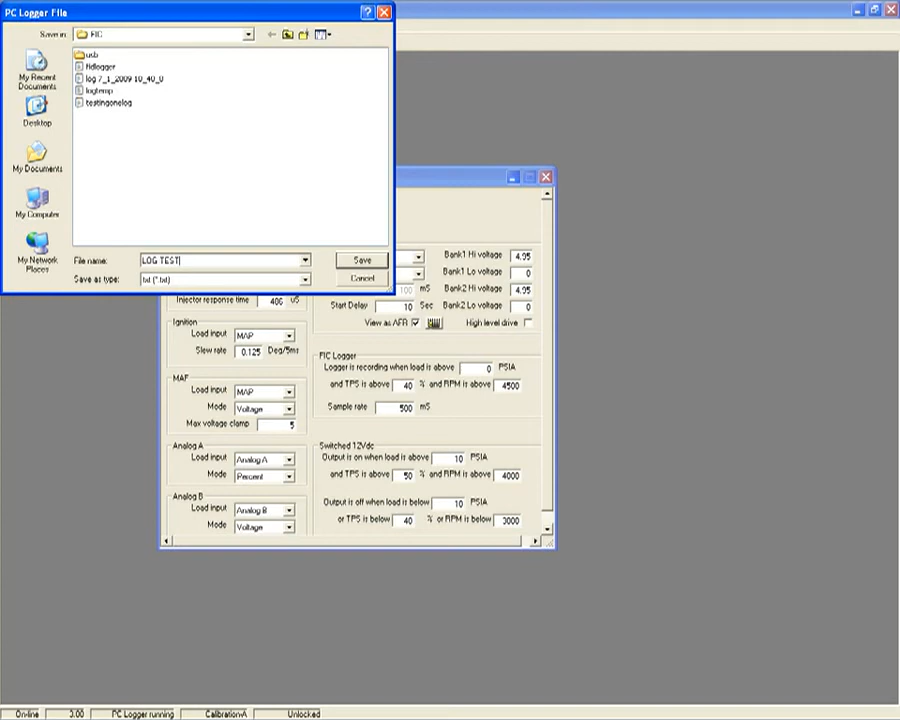 PC Logger File
Save in:
FIC
usb
fidlogger
log 7_1_2009 10_40_0
logtemp
testingonelog
My Recent
Documents
Desktop
My Documents
My Computer
My Network
Places
File name:
LOG TEST
Save
Save as type:
txt (*.txt)
Cancel
Bank1 Hi voltage 4.95
Bank1 Lo voltage 0
100 mS
Bank2 Hi voltage 4.95
Injector response time 406 uS
Start Delay 10 Sec
Bank2 Lo voltage 0
View as AFR
High level drive
Ignition
Load input MAP
Slew rate 0.125 Deg/5ms
FIC Logger
Logger is recording when load is above 0 PSIA
and TPS is above 40 % and RPM is above 4500
Sample rate 500 mS
MAF
Load input MAP
Mode Voltage
Max voltage clamp 5
Analog A
Load input Analog A
Mode Percent
Switched 12Vdc
Output is on when load is above 10 PSIA
and TPS is above 50 % and RPM is above 4000
Analog B
Load input Analog B
Mode Voltage
Output is off when load is below 10 PSIA
or TPS is below 40 % or RPM is below 3000
On-line
3.00
PC Logger running
Calibration-A
Unlocked